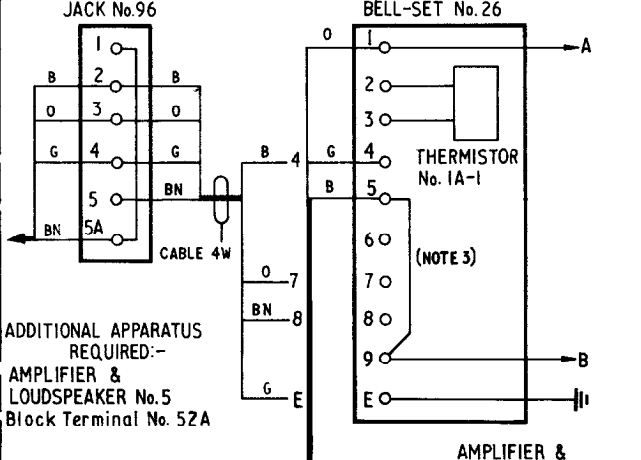 JACK No.96
BELL-SET No.26
1
B 2 B
O 3 O
G 4 G
5 BN
BN 5A
CABLE 4W
B 4
O 7
BN 8
G E
O 1 A
2
3
G 4
THERMISTOR
No. 1A-1
B 5
6
(NOTE 3)
7
8
9 B
E
ADDITIONAL APPARATUS
REQUIRED:-
AMPLIFIER &
LOUDSPEAKER No.5
Block Terminal No. 52A
AMPLIFIER &